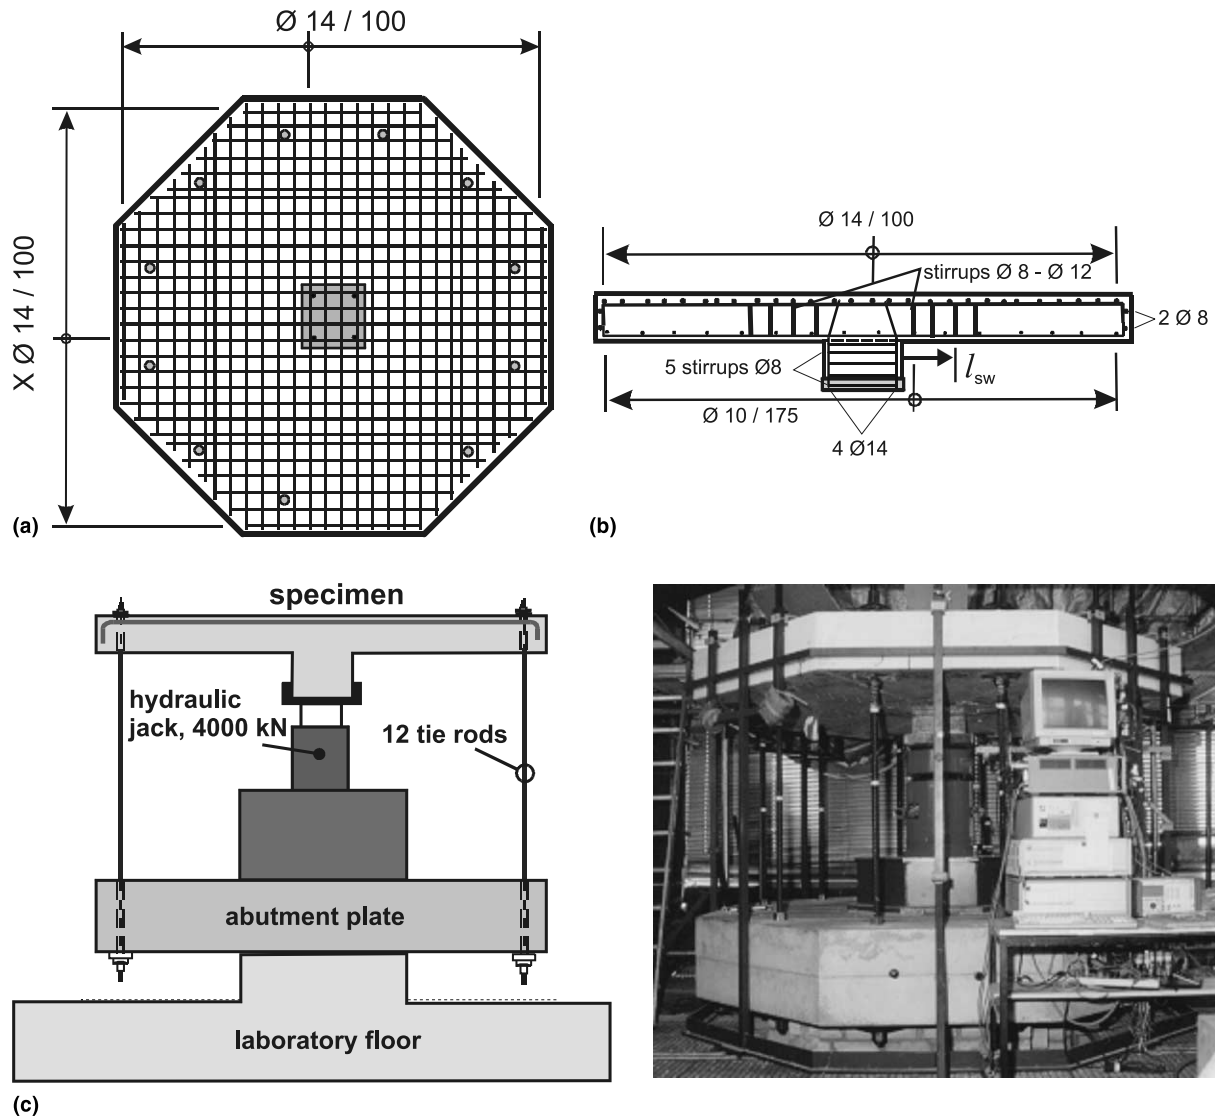 Ø 14 / 100
X Ø 14 / 100
(a)
Ø 14 / 100
stirrups Ø 8 - Ø 12
2 Ø 8
5 stirrups Ø8
l sw
Ø 10 / 175
4 Ø14
(b)
specimen
hydraulic
jack, 4000 kN
12 tie rods
abutment plate
laboratory floor
(c)